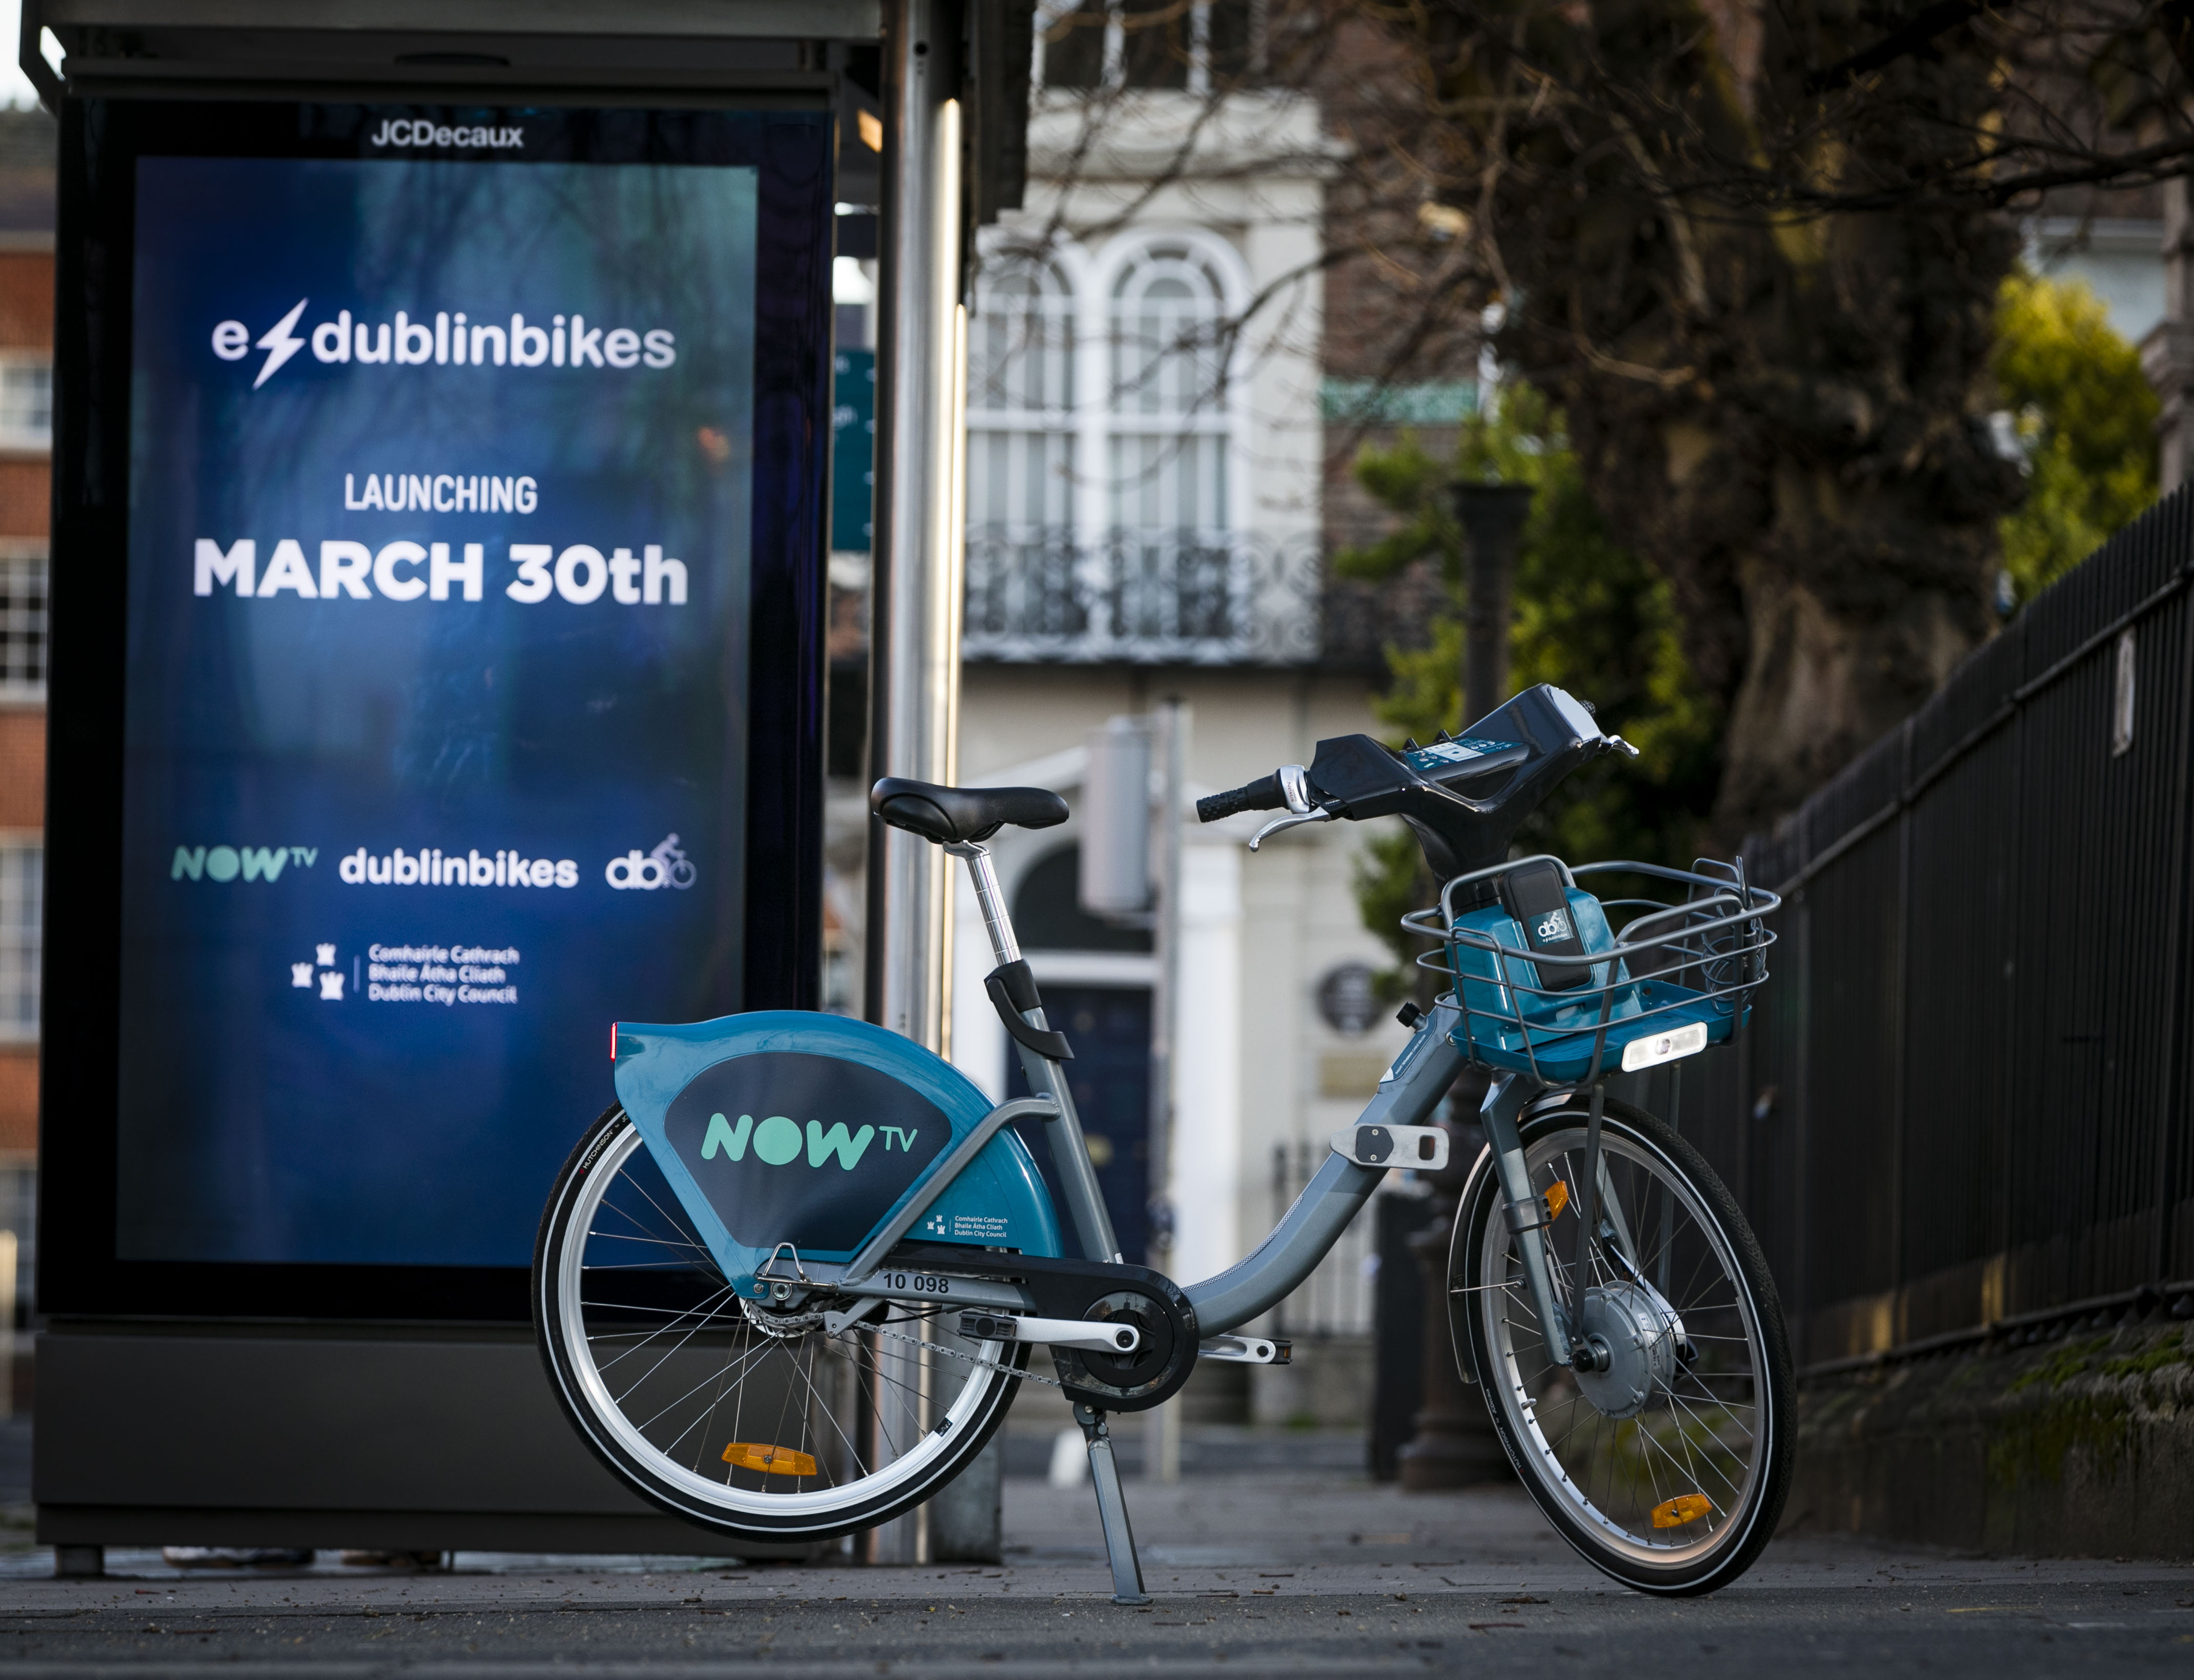 JCDecaux
e dublinbikes
LAUNCHING
MARCH 30th
NOW TV dublinbikes db
Comhairle Cathrach
Bhaile Átha Cliath
Dublin City Council
db
NOW TV
Comhairle Cathrach
Bhaile Átha Cliath
Dublin City Council
10 098
HUTCHINSON